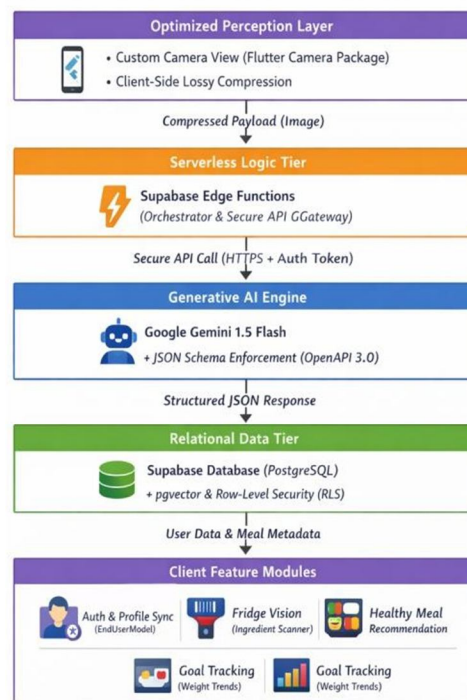 Optimized Perception Layer
• Custom Camera View (Flutter Camera Package)
• Client-Side Lossy Compression
Compressed Payload (Image)
Serverless Logic Tier
Supabase Edge Functions
(Orchestrator & Secure API GGateway)
Secure API Call (HTTPS + Auth Token)
Generative AI Engine
Google Gemini 1.5 Flash
+ JSON Schema Enforcement (OpenAPI 3.0)
Structured JSON Response
Relational Data Tier
Supabase Database (PostgreSQL)
+ pgvector & Row-Level Security (RLS)
User Data & Meal Metadata
Client Feature Modules
Auth & Profile Sync
(EndUserModel)
Fridge Vision
(Ingredient Scanner)
Healthy Meal
Recommendation
Goal Tracking
(Weight Trends)
Goal Tracking
(Weight Trends)